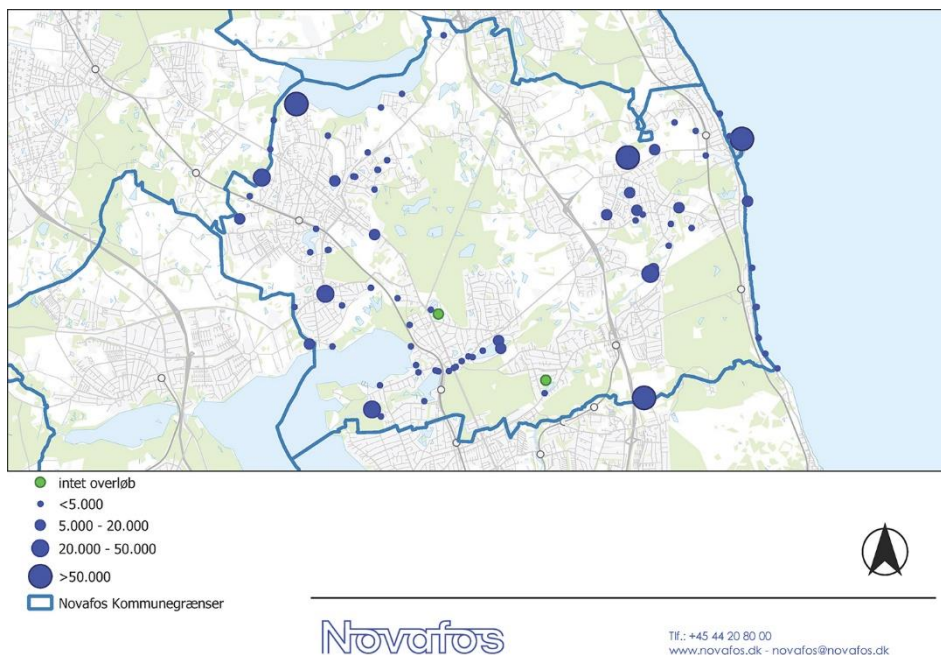 intet overløb
<5.000
5.000 - 20.000
20.000 - 50.000
>50.000
Novafos Kommunegrænser
Novafos
Tlf.: +45 44 20 80 00
www.novafos.dk - novafos@novafos.dk